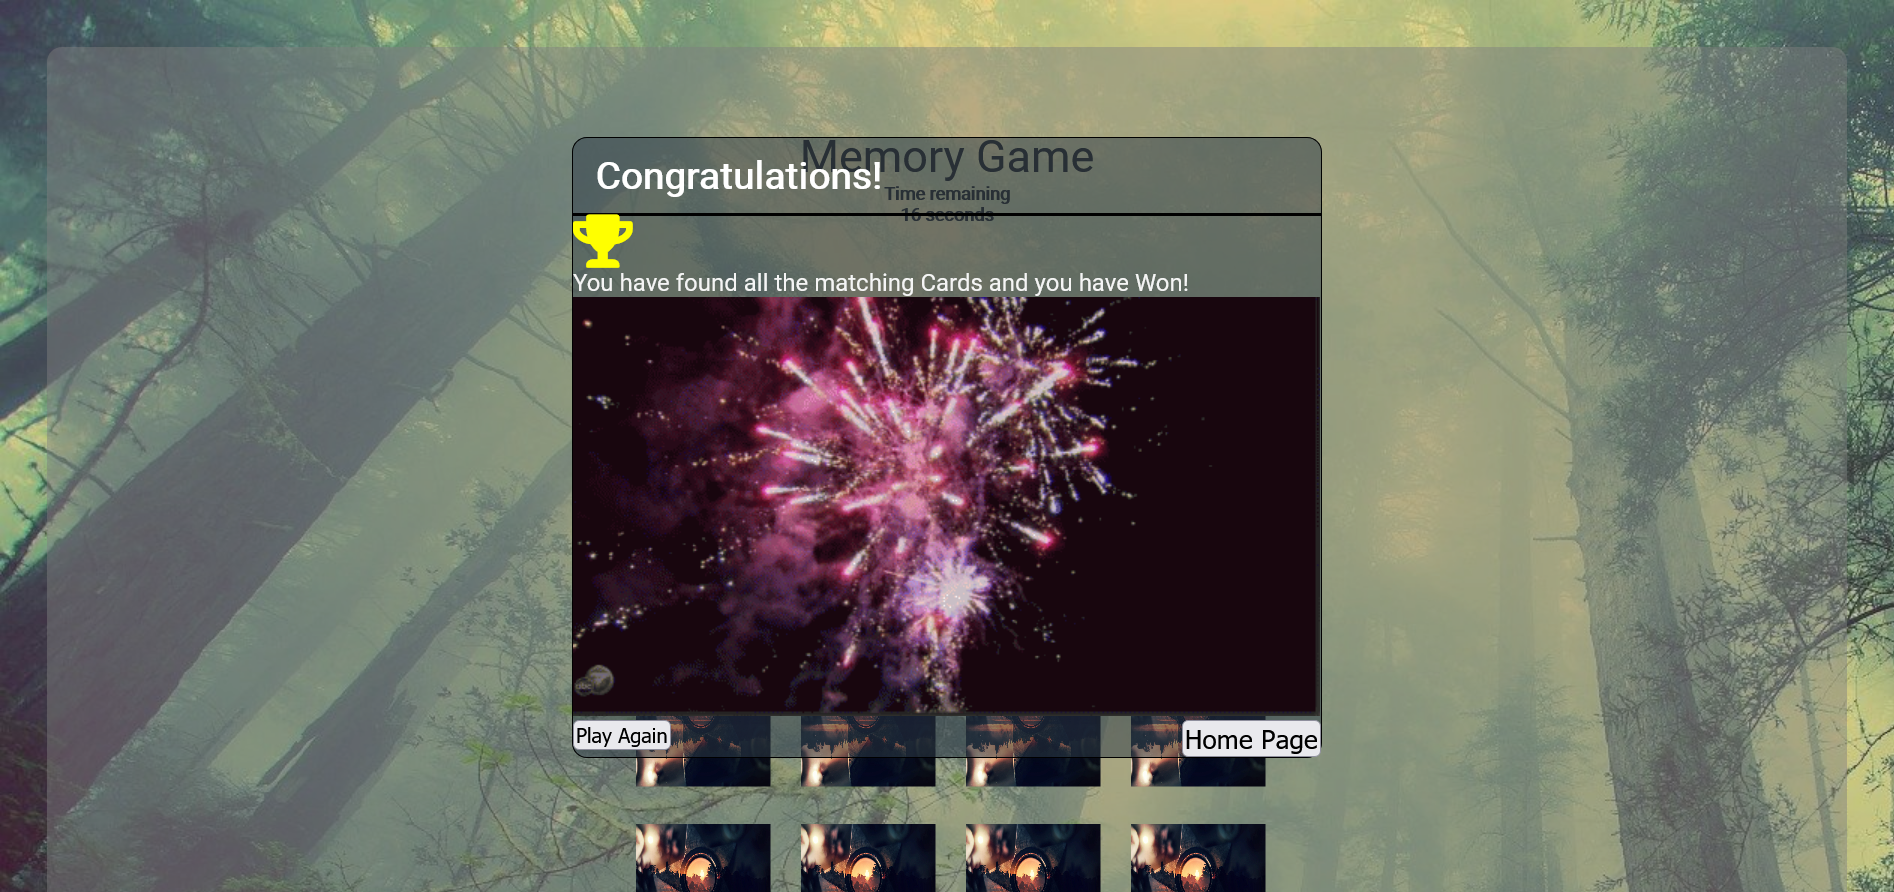 Memory Game
Congratulations!
Time remaining
16 seconds
You have found all the matching Cards and you have Won!
abc
Play Again
Home Page